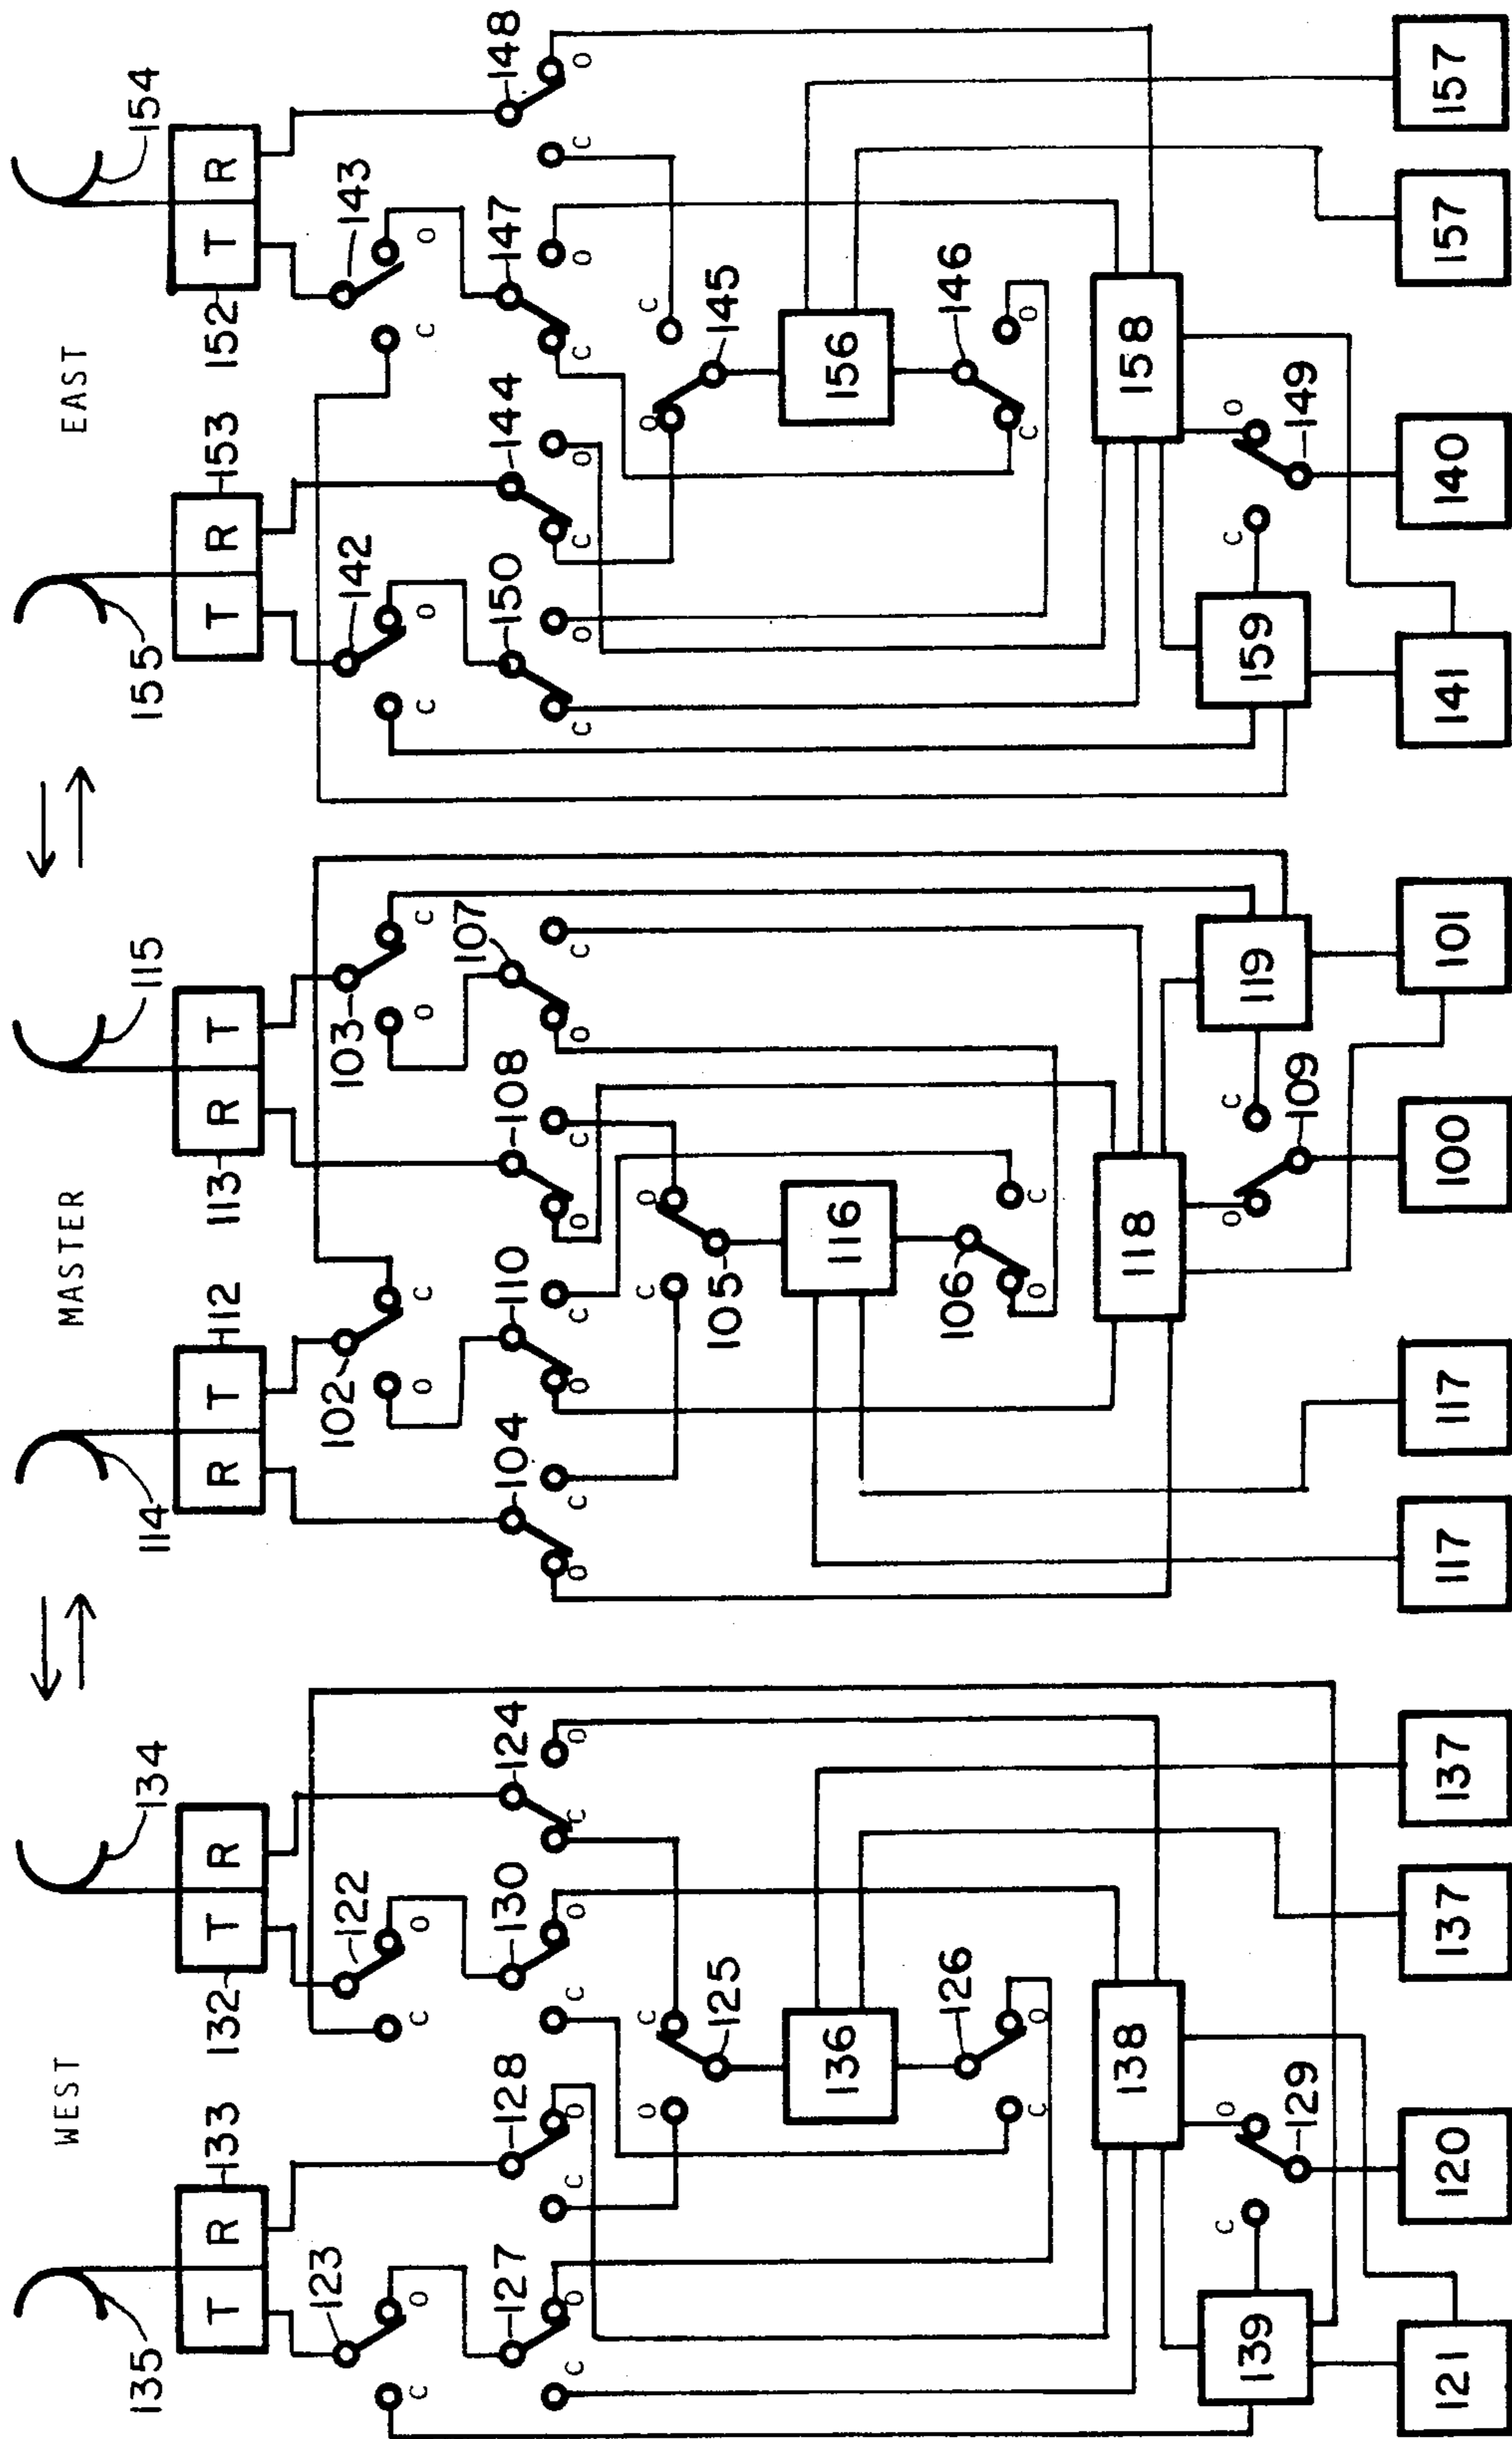 WEST
MASTER
EAST
135
134
114
115
155
154
T R
133
T R
132
R T
112
R T
113
T R
153
T R
152
123
O
C
122
O
C
102
O
C
103
O
C
142
O
C
143
O
C
127
C
O
128
C
O
130
C
O
124
C
O
104
O
C
110
O
C
108
O
C
107
O
C
150
C
O
144
C
O
147
C
O
148
C
O
O
C
125
C
O
105
O
C
145
136
116
156
126
C
O
106
O
C
146
C
O
138
118
158
139
C
O
129
O
C
109
119
159
C
O
149
121
120
137
137
117
117
100
101
141
140
157
157